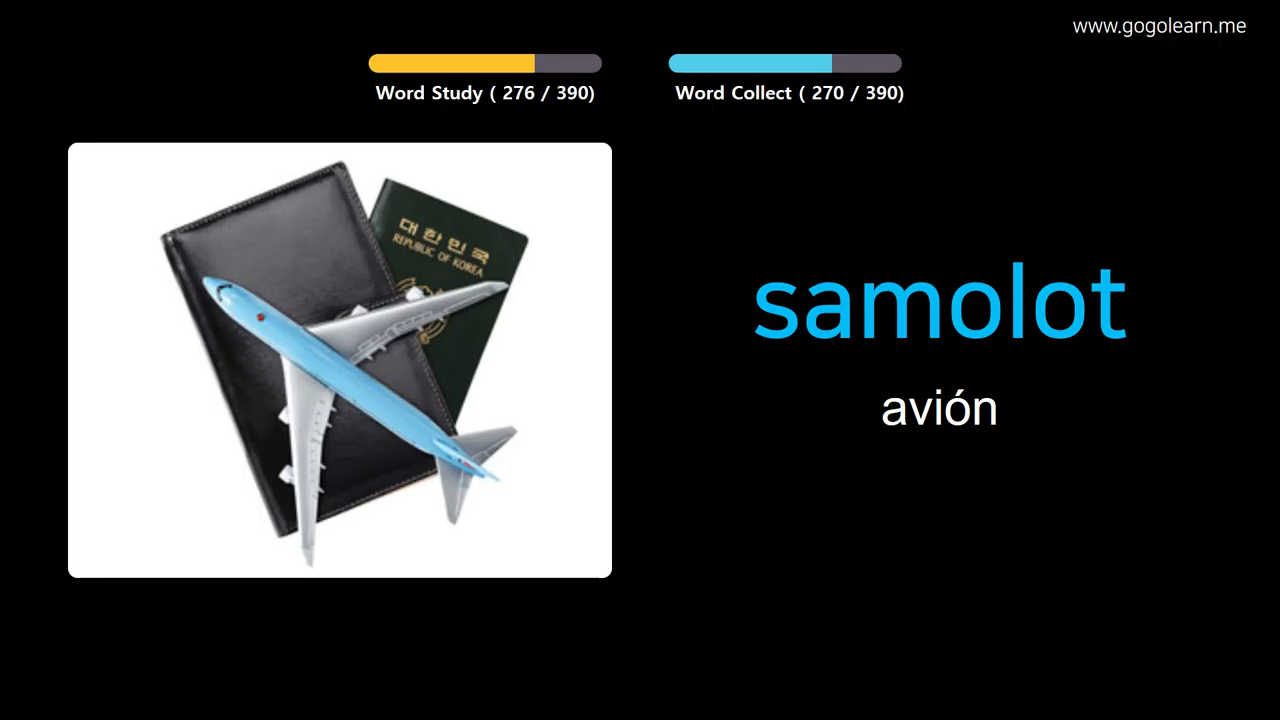 www.gogolearn.me
Word Study ( 276 / 390)
Word Collect ( 270 / 390)
대한민국
REPUBLIC OF KOREA
samolot
avión